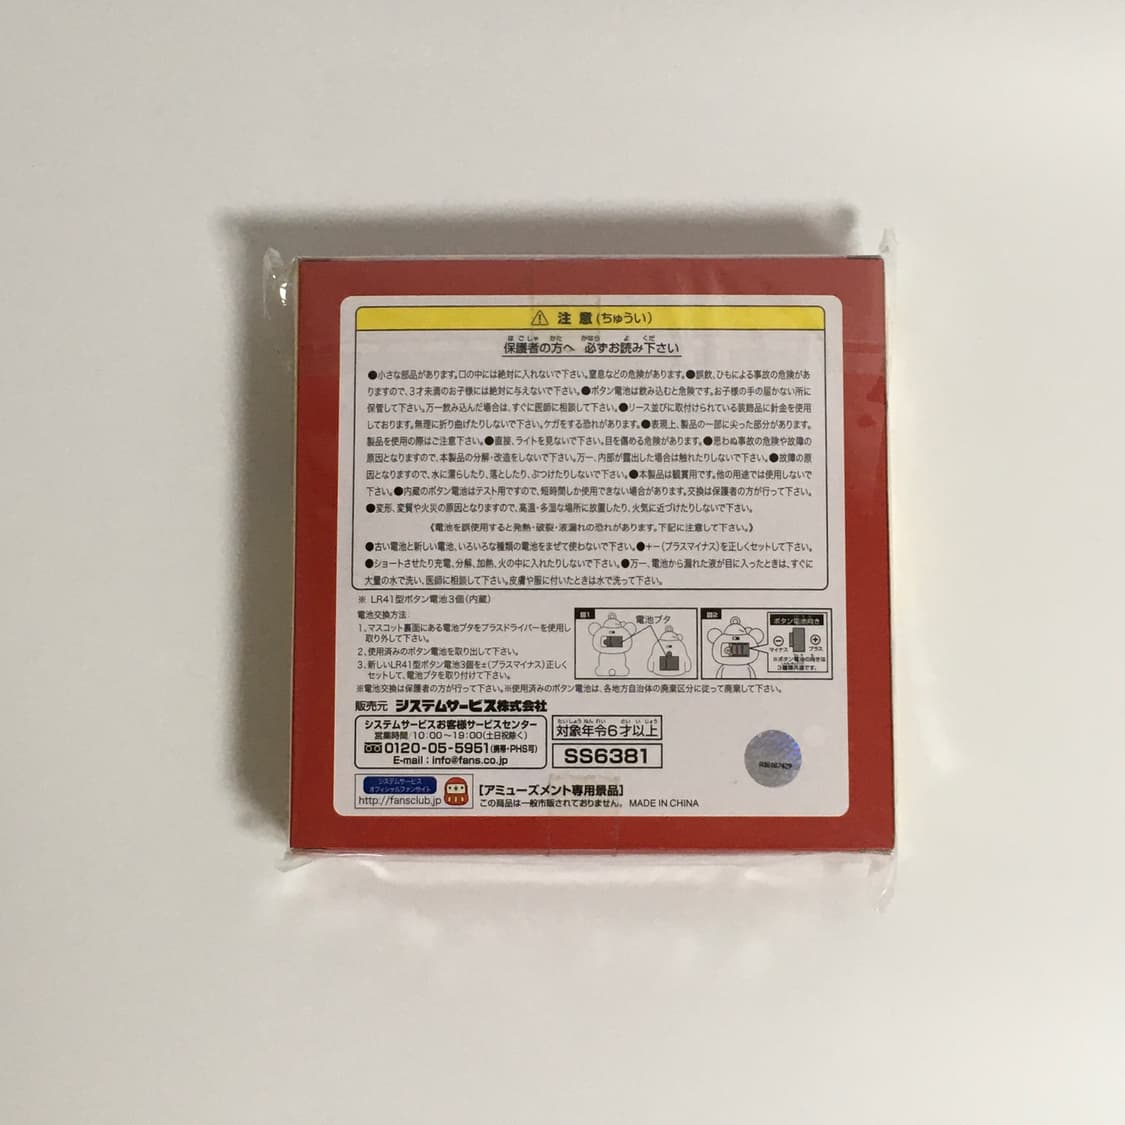 注意(ちゅうい)
保護者の方へ 必ずお読み下さい
●小さな部品があります。口の中には絶対に入れないで下さい。窒息などの危険があります。●誤飲、ひもによる事故の危険があ
りますので、3才未満のお子様には絶対に与えないで下さい。●ボタン電池は飲み込むと危険です。お子様の手の届かない所に
保管して下さい。万一飲み込んだ場合は、すぐに医師に相談して下さい。●リース並びに取付けられている装飾品に針金を使用
しております。無理に折り曲げたりしないで下さい。ケガをする恐れがあります。●表現上、製品の一部に尖った部分があります。
製品を使用の際はご注意下さい。●直接、ライトを見ないで下さい。目を傷める危険があります。●思わぬ事故の危険や故障の
原因となりますので、本製品の分解・改造をしないで下さい。万一、内部が露出した場合は触れたりしないで下さい。●故障の原
因となりますので、水に濡らしたり、落としたり、ぶつけたりしないで下さい。●本製品は観賞用です。他の用途では使用しないで
下さい。●内蔵のボタン電池はテスト用ですので、短時間しか使用できない場合があります。交換は保護者の方が行って下さい。
●変形、変質や火災の原因となりますので、高温・多湿な場所に放置したり、火気に近づけたりしないで下さい。
《電池を誤使用すると発熱・破裂・液漏れの恐れがあります。下記に注意して下さい。》
●古い電池と新しい電池、いろいろな種類の電池をまぜて使わないで下さい。●+−(プラスマイナス)を正しくセットして下さい。
●ショートさせたり充電、分解、加熱、火の中に入れたりしないで下さい。●万一、電池から漏れた液が目に入ったときは、すぐに
大量の水で洗い、医師に相談して下さい。皮膚や服に付いたときは水で洗って下さい。
※ LR41型ボタン電池3個(内蔵)
電池交換方法
1、マスコット裏面にある電池ブタをプラスドライバーを使用し
取り外して下さい。
2、使用済みのボタン電池を取り出して下さい。
3、新しいLR41型ボタン電池3個を±(プラスマイナス)正しく
セットして、電池ブタを取り付けて下さい。
図1
電池ブタ
図2
ボタン電池向き
マイナス
プラス
※ボタン電池の向きは
3種類共通です。
※電池交換は保護者の方が行って下さい。※使用済みのボタン電池は、各地方自治体の廃棄区分に従って廃棄して下さい。
販売元 システムサービス株式会社
システムサービスお客様サービスセンター
営業時間/10:00〜19:00(土日祝除く)
0120-05-5951(携帯・PHS可)
E-mail:info@fans.co.jp
対象年令6才以上
SS6381
システムサービス
オフィシャルファンサイト
http://fansclub.jp
[アミューズメント専用景品]
この商品は一般市販されておりません。 MADE IN CHINA